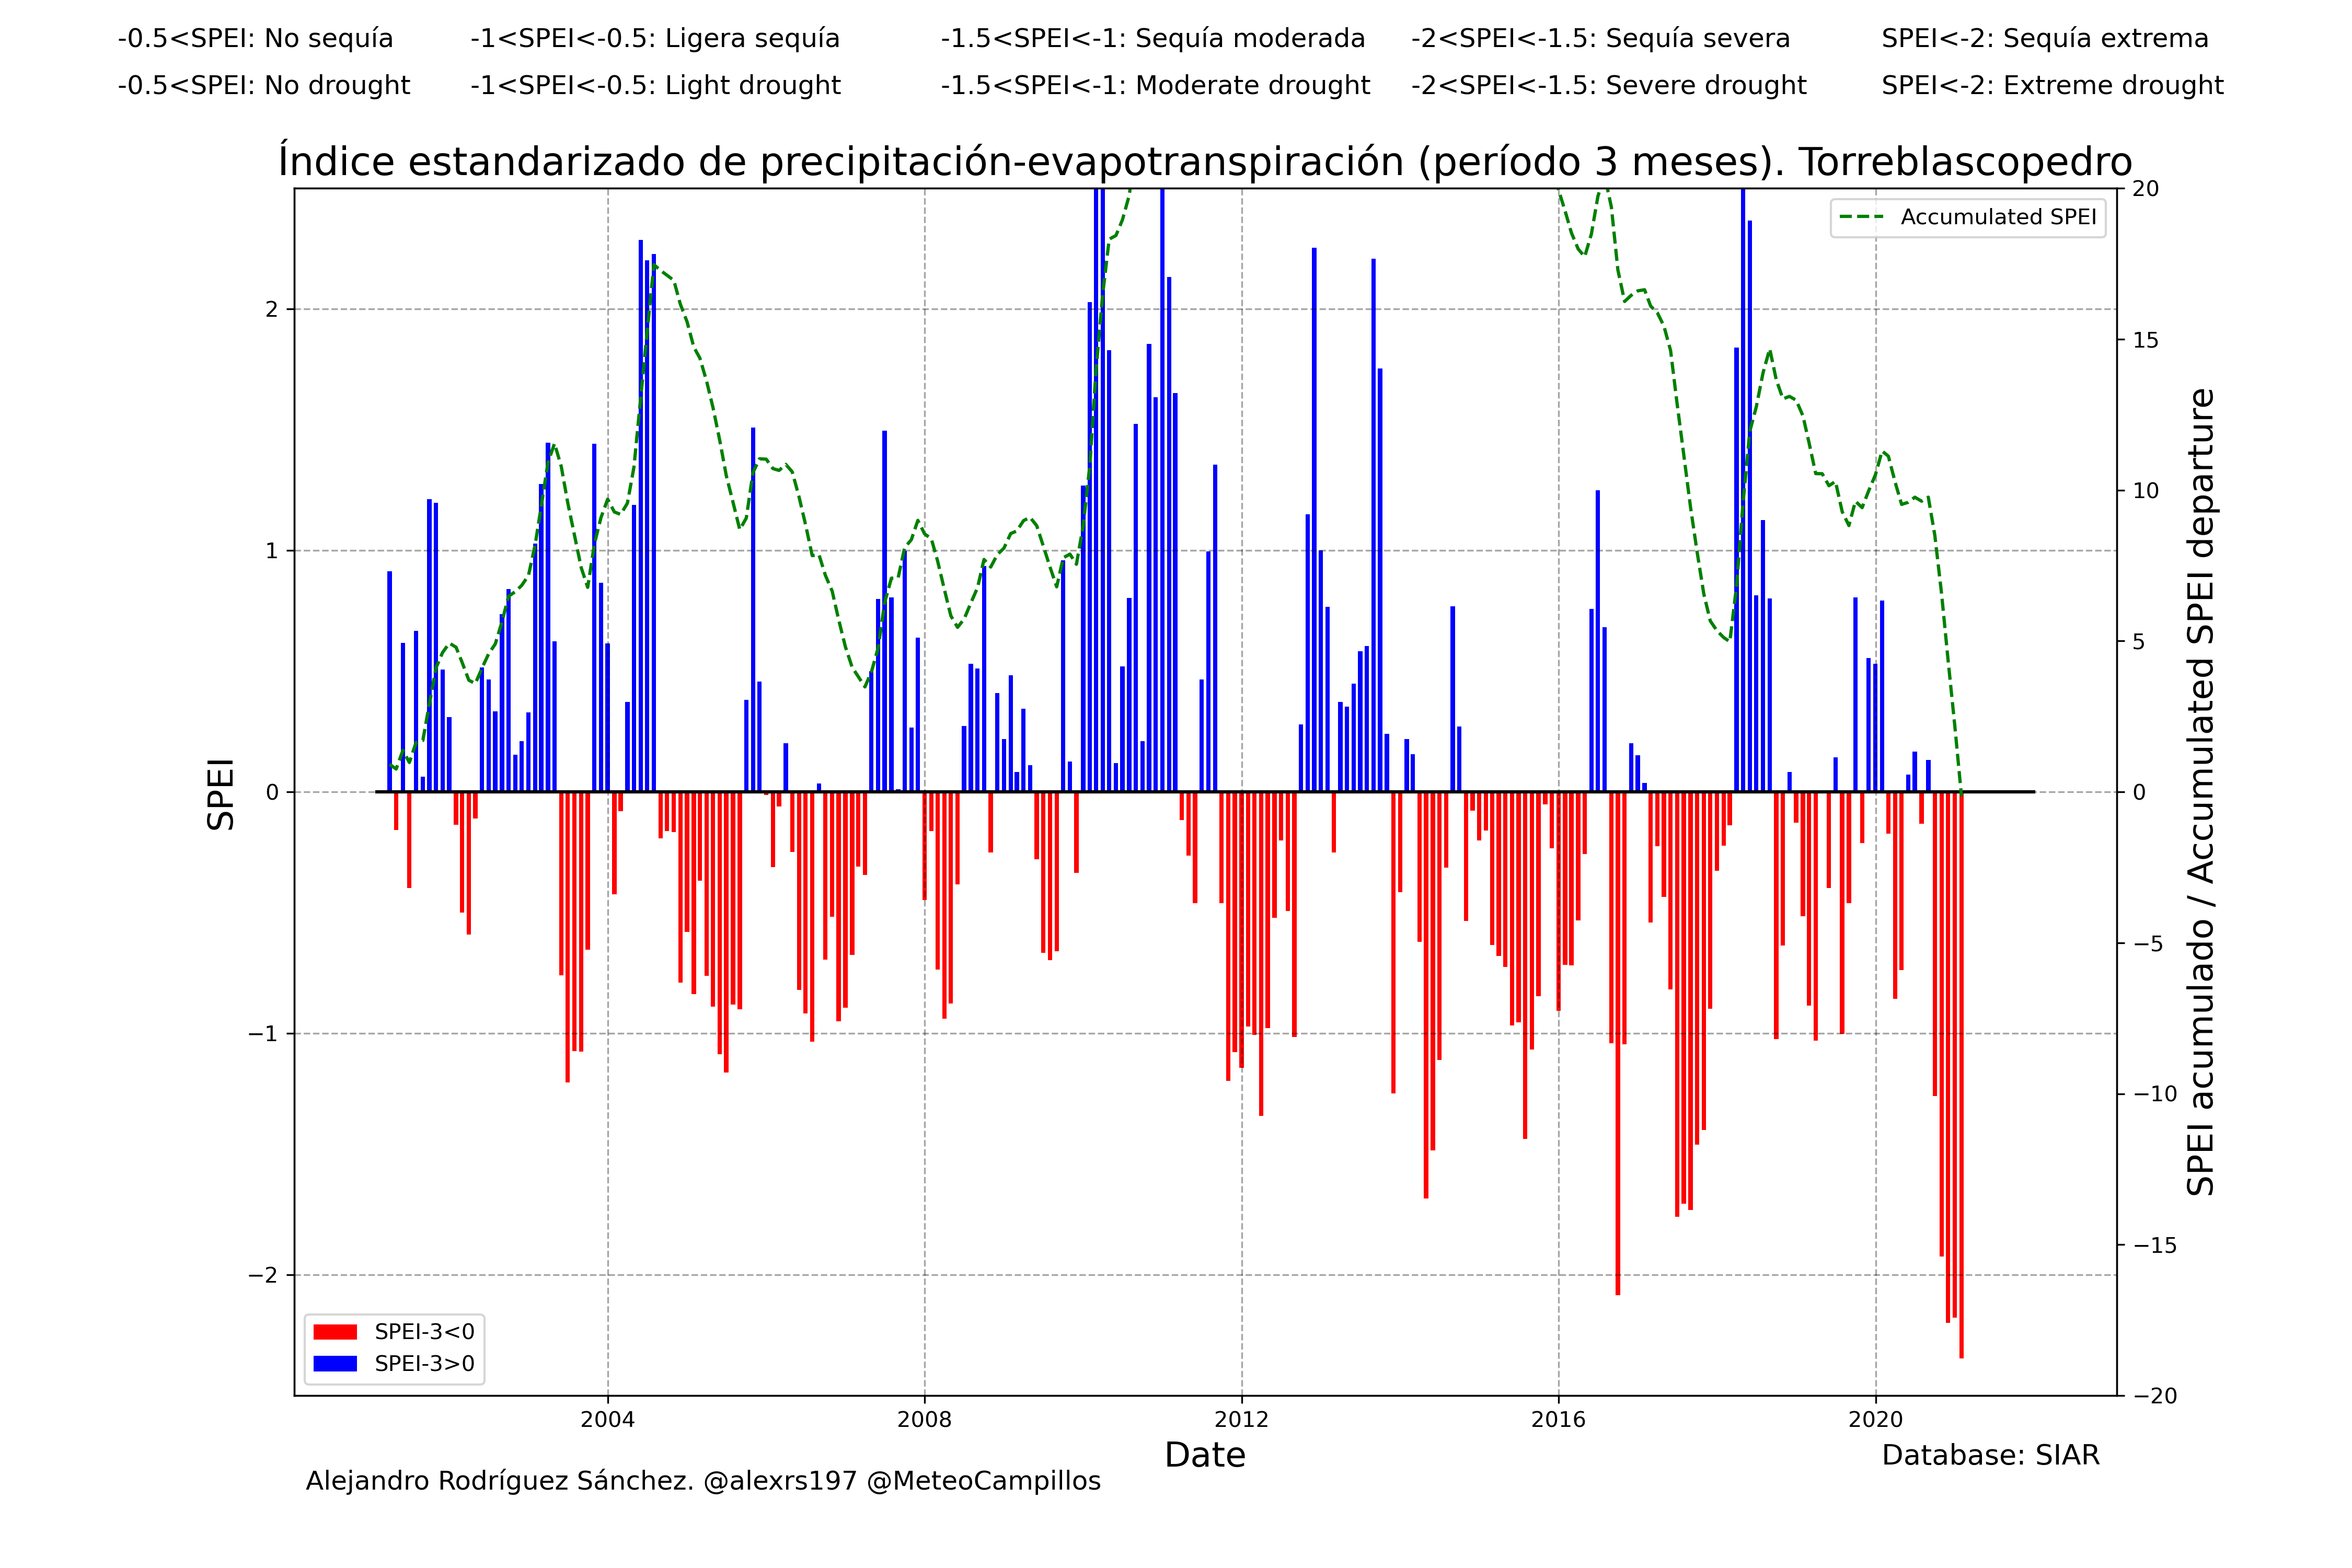 -0.5<SPEI: No sequía -1<SPEI<-0.5: Ligera sequía -1.5<SPEI<-1: Sequía moderada -2<SPEI<-1.5: Sequía severa SPEI<-2: Sequía extrema
-0.5<SPEI: No drought -1<SPEI<-0.5: Light drought -1.5<SPEI<-1: Moderate drought -2<SPEI<-1.5: Severe drought SPEI<-2: Extreme drought
Índice estandarizado de precipitación-evapotranspiración (período 3 meses). Torreblascopedro
Accumulated SPEI
SPEI
2
1
0
−1
−2
20
15
10
5
0
−5
−10
−15
−20
SPEI acumulado / Accumulated SPEI departure
SPEI-3<0
SPEI-3>0
2004 2008 2012 2016 2020
Date
Database: SIAR
Alejandro Rodríguez Sánchez. @alexrs197 @MeteoCampillos